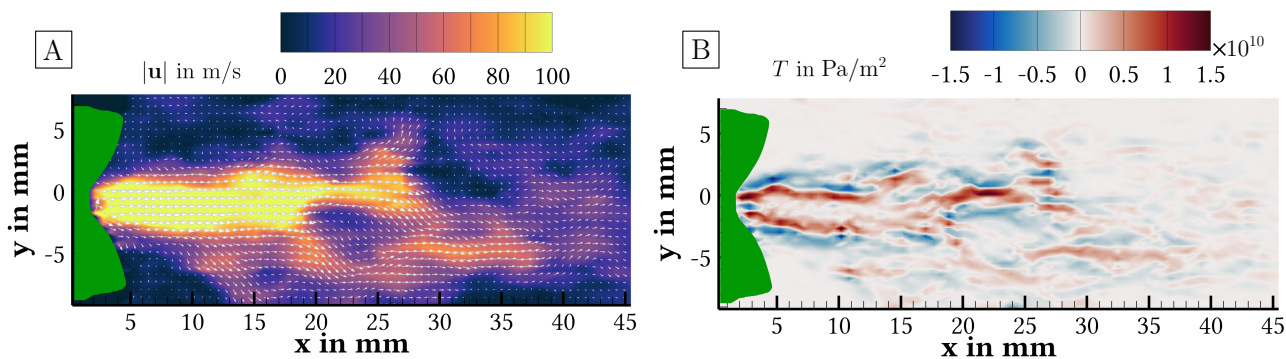 A
|u| in m/s
0 20 40 60 80 100
y in mm
5
0
-5
5 10 15 20 25 30 35 40 45
x in mm
B
T in Pa/m²
×10¹⁰
-1.5 -1 -0.5 0 0.5 1 1.5
y in mm
5
0
-5
5 10 15 20 25 30 35 40 45
x in mm